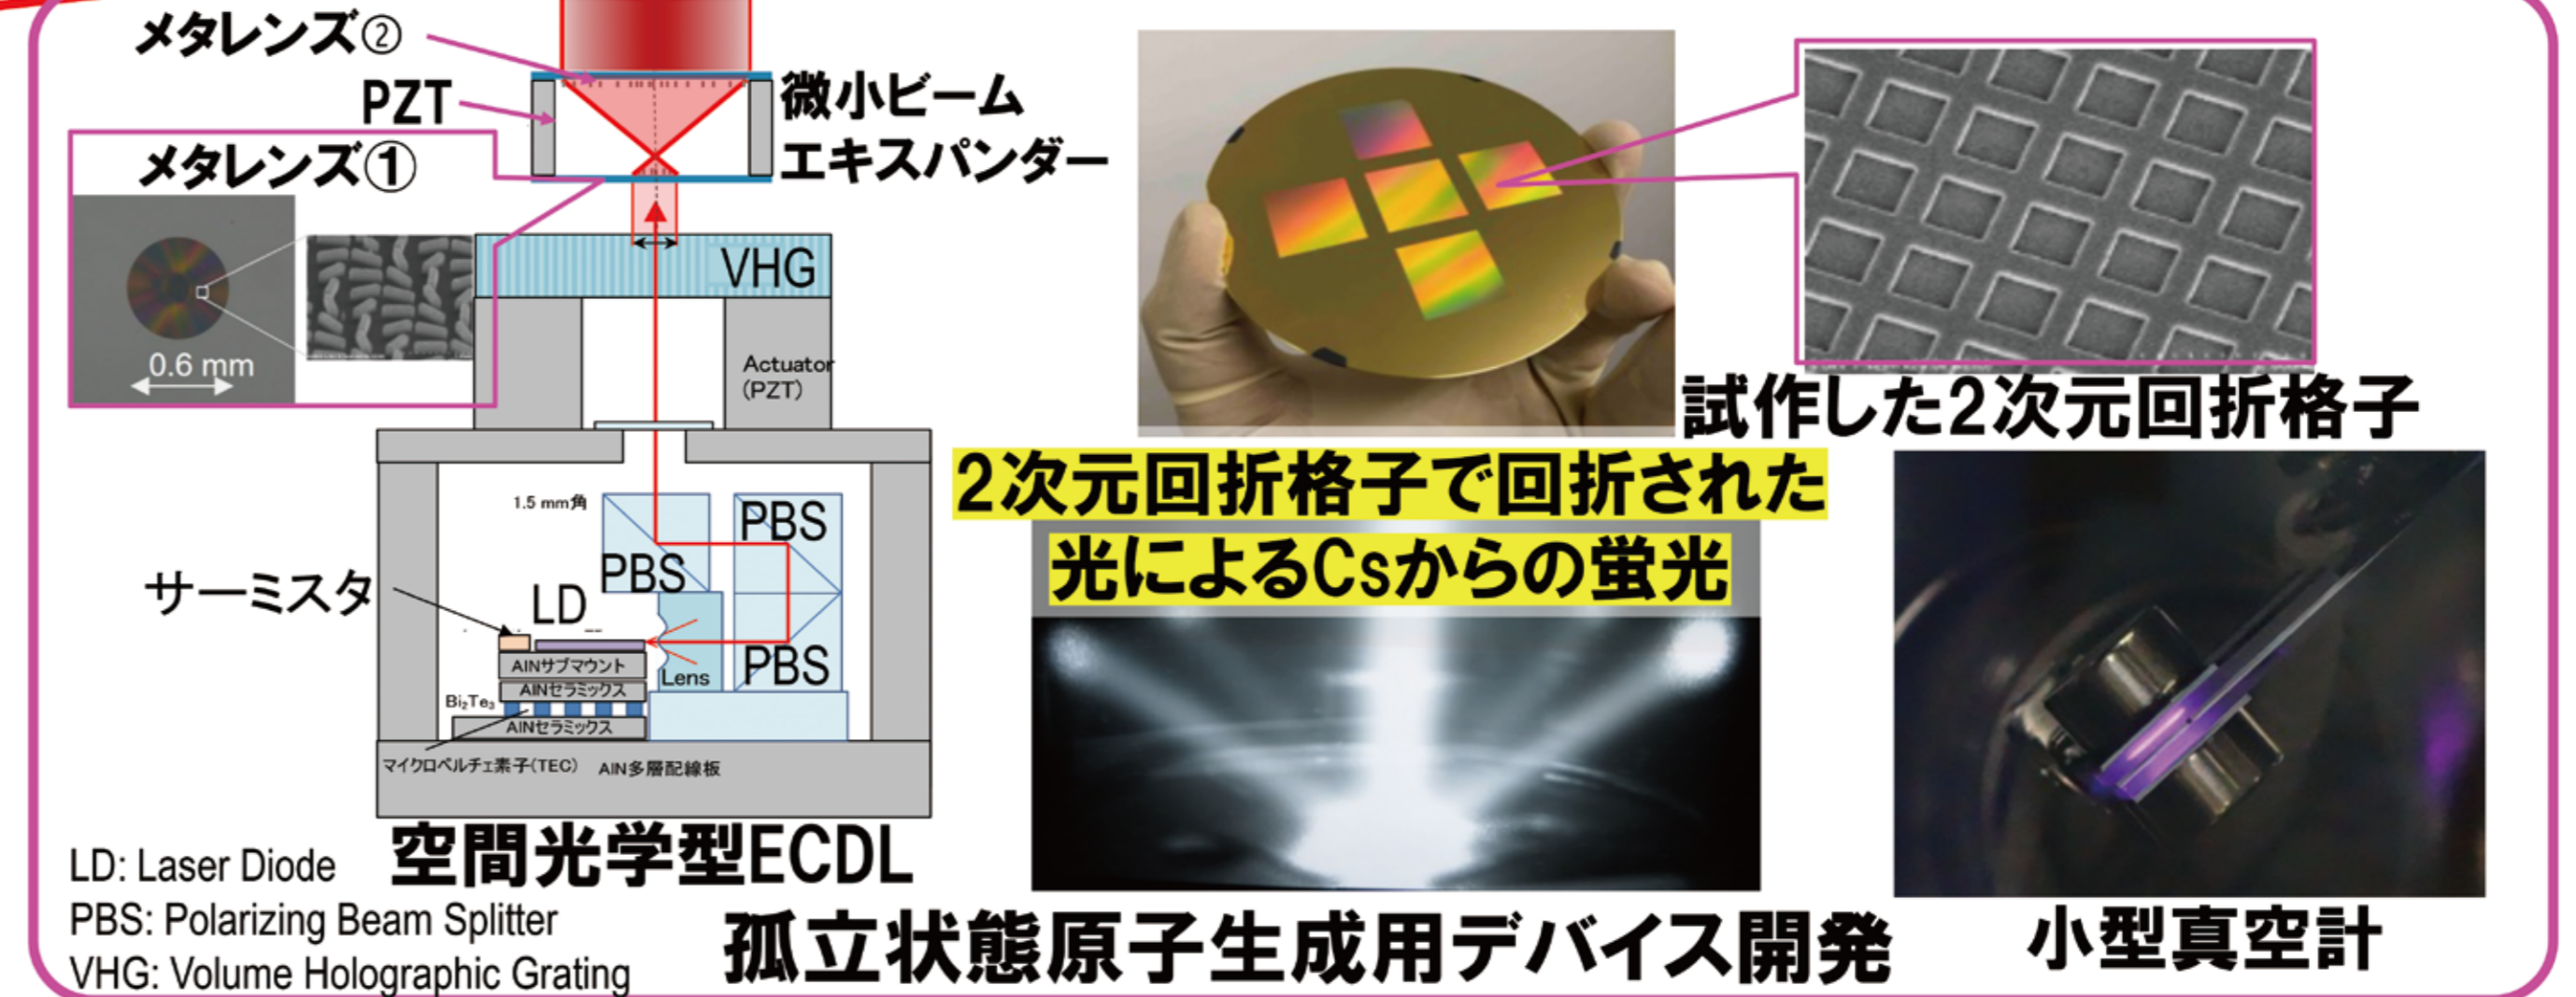 メタレンズ②
PZT
微小ビーム
エキスパンダー
メタレンズ①
0.6 mm
VHG
Actuator
(PZT)
試作した2次元回折格子
2次元回折格子で回折された
光によるCsからの蛍光
1.5 mm角
PBS
PBS
サーミスタ
LD
PBS
Lens
AlNサブマウント
AlNセラミックス
Bi₂Te₃
AlNセラミックス
マイクロペルチェ素子(TEC)
AlN多層配線板
空間光学型ECDL
LD: Laser Diode
PBS: Polarizing Beam Splitter
VHG: Volume Holographic Grating
孤立状態原子生成用デバイス開発
小型真空計